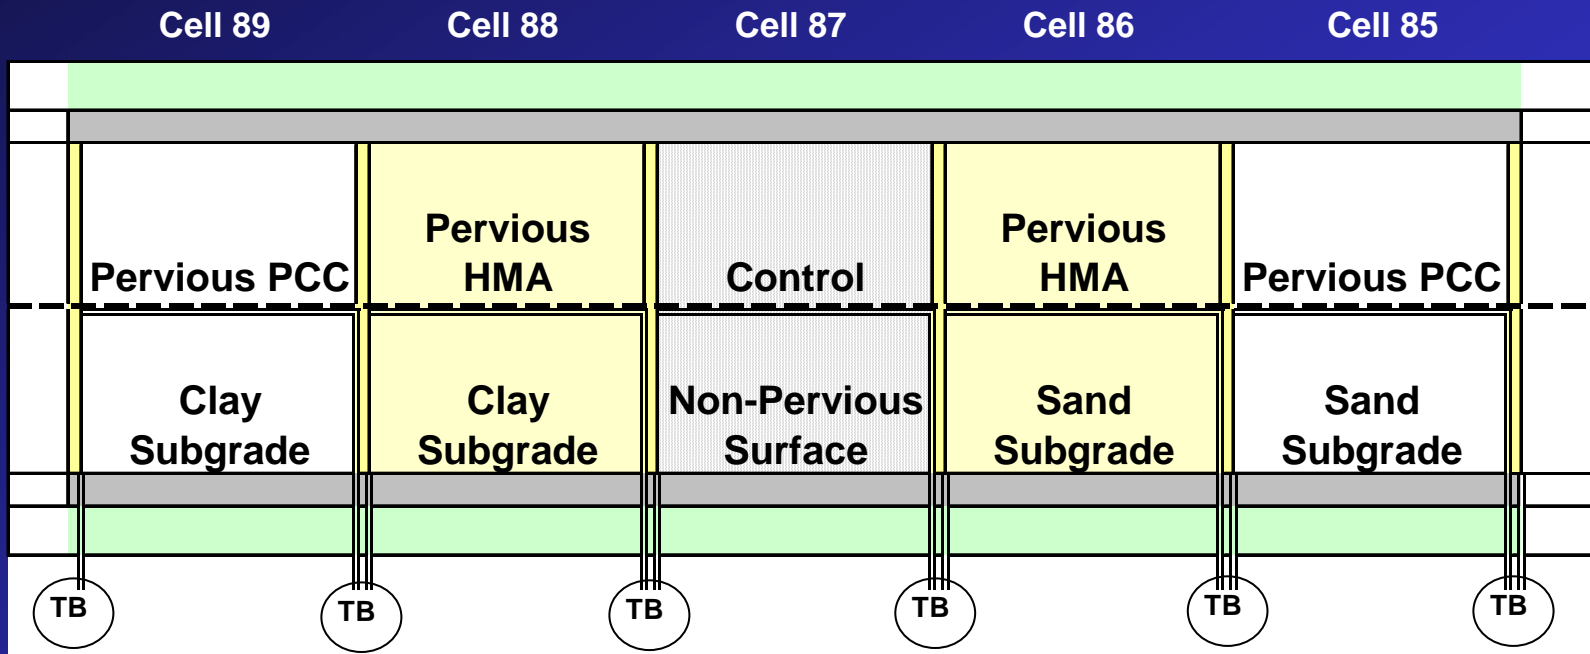 Cell 89 Cell 88 Cell 87 Cell 86 Cell 85
Pervious PCC
Pervious
HMA
Control
Pervious
HMA
Pervious PCC
Clay
Subgrade
Clay
Subgrade
Non-Pervious
Surface
Sand
Subgrade
Sand
Subgrade
TB TB TB TB TB TB